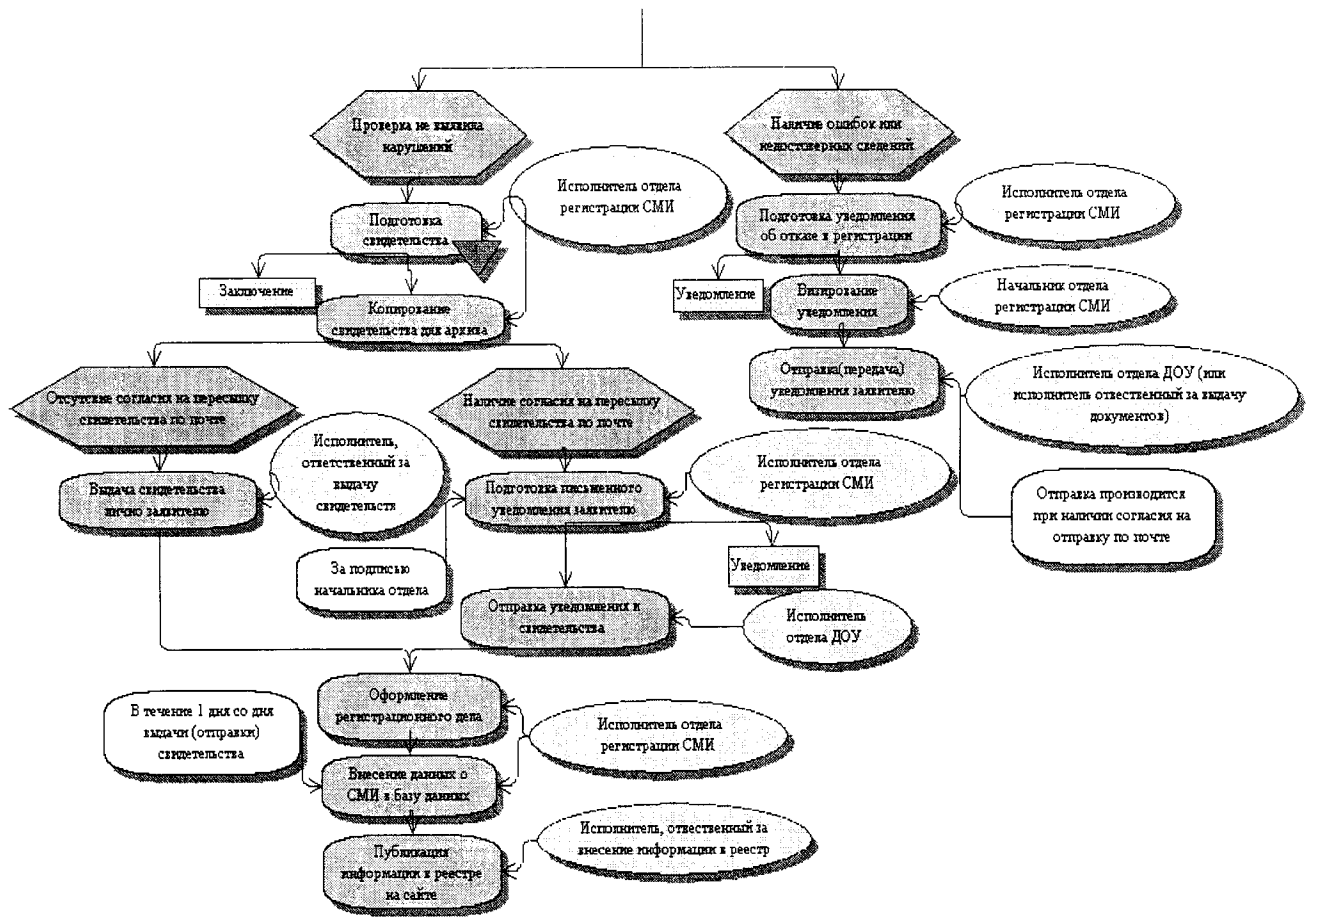 Проверка не выявила
нарушений
Наличие ошибок или
недостоверных сведений
Исполнитель отдела
регистрации СМИ
Исполнитель отдела
регистрации СМИ
Подготовка
свидетельства
Подготовка уведомления
об отказе в регистрации
Заключение
Уведомление
Визирование
уведомления
Начальник отдела
регистрации СМИ
Копирование
свидетельства для архива
Отправка(передача)
уведомления заявителю
Исполнитель отдела ДОУ (или
исполнитель отвественный за выдачу
документов)
Отсутствие согласия на пересылку
свидетельства по почте
Наличие согласия на пересылку
свидетельства по почте
Исполнитель,
ответственный за
выдачу
свидетельств
Исполнитель отдела
регистрации СМИ
Выдача свидетельства
лично заявителю
Подготовка письменного
уведомления заявителю
Отправка производится
при наличии согласия на
отправку по почте
За подписью
начальника отдела
Уведомление
Отправка уведомления и
свидетельства
Исполнитель
отдела ДОУ
Оформление
регистрационного дела
В течение 1 дня со дня
выдачи (отправки)
свидетельства
Исполнитель отдела
регистрации СМИ
Внесение данных о
СМИ в базу данных
Исполнитель, отвественный за
внесение информации в реестр
Публикация
информации в реестре
на сайте